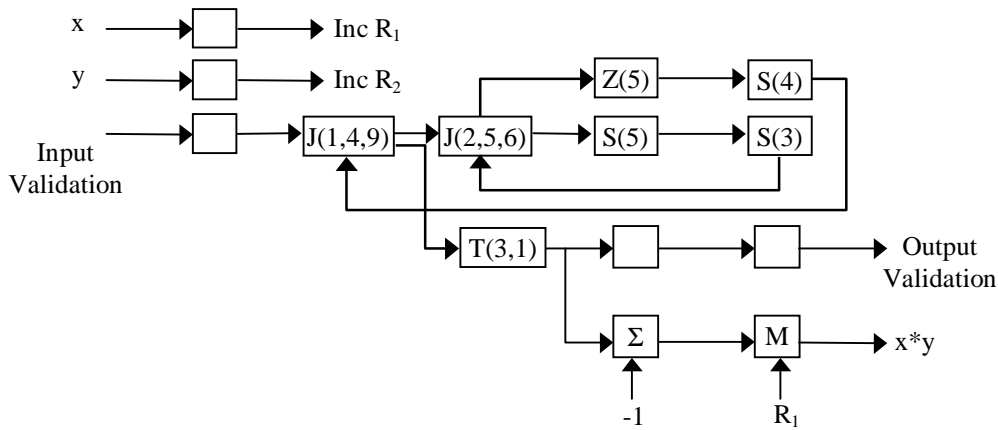 x
Inc R₁
y
Inc R₂
Z(5)
S(4)
Input
Validation
J(1,4,9)
J(2,5,6)
S(5)
S(3)
T(3,1)
Output
Validation
Σ
M
x*y
-1
R₁